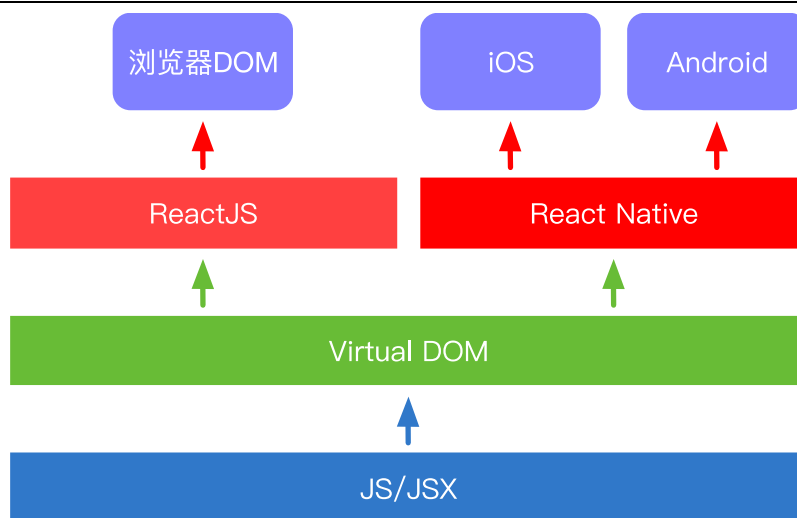 浏览器DOM
iOS
Android
ReactJS
React Native
Virtual DOM
JS/JSX